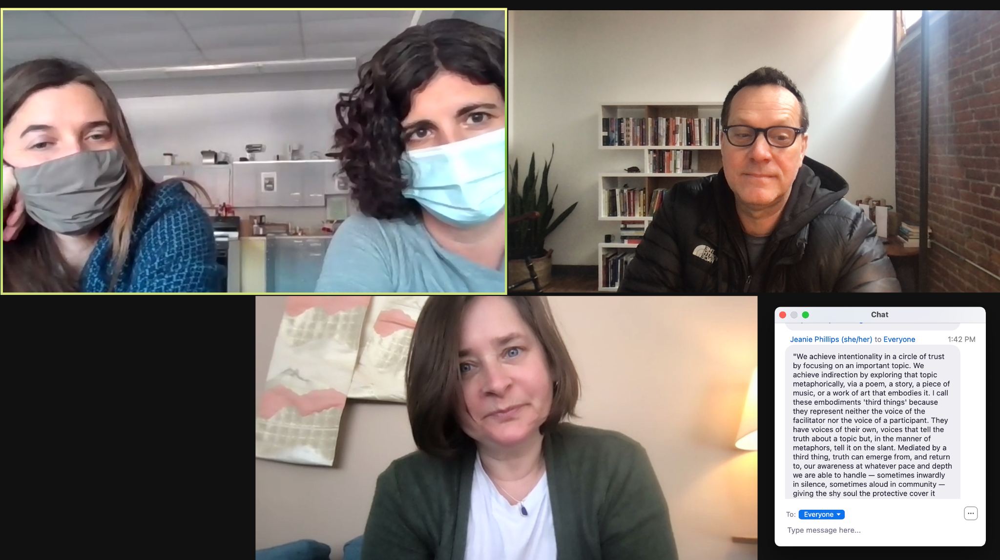 THE
NORTH
FACE
Chat
Jeanie Phillips (she/her) to Everyone
1:42 PM
"We achieve intentionality in a circle of trust
by focusing on an important topic. We
achieve indirection by exploring that topic
metaphorically, via a poem, a story, a piece of
music, or a work of art that embodies it. I call
these embodiments 'third things' because
they represent neither the voice of the
facilitator nor the voice of a participant. They
have voices of their own, voices that tell the
truth about a topic but, in the manner of
metaphors, tell it on the slant. Mediated by a
third thing, truth can emerge from, and return
to, our awareness at whatever pace and depth
we are able to handle — sometimes inwardly
in silence, sometimes aloud in community —
giving the shy soul the protective cover it
To: Everyone
Type message here...